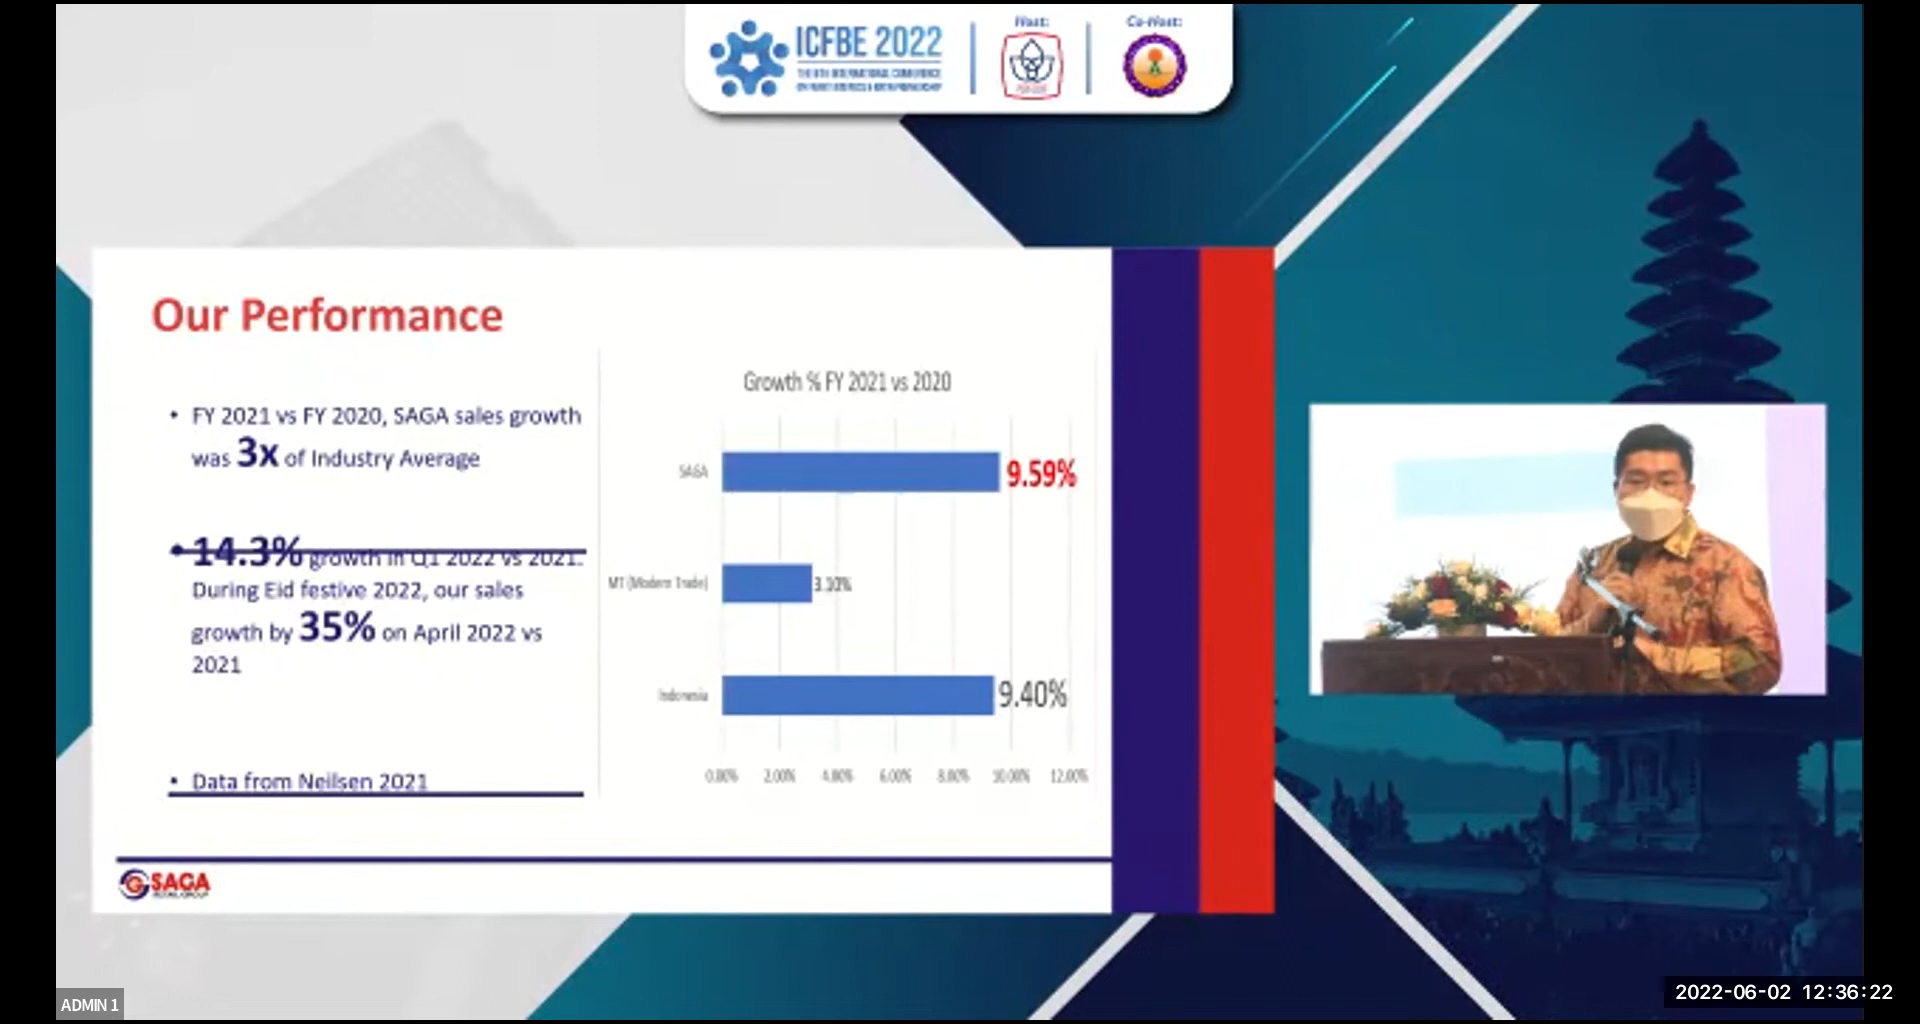 Host:
Co-Host:
ICFBE 2022
Our Performance
• FY 2021 vs FY 2020, SAGA sales growth
was 3x of Industry Average
• 14.3% growth in Q1 2022 vs 2021.
During Eid festive 2022, our sales
growth by 35% on April 2022 vs
2021
• Data from Neilsen 2021
Growth % FY 2021 vs 2020
SAGA
9.59%
MT (Modern Trade)
3.10%
Indonesia
9.40%
0.00% 2.00% 4.00% 6.00% 8.00% 10.00% 12.00%
SAGA
RETAIL GROUP
ADMIN 1
2022-06-02 12:36:22